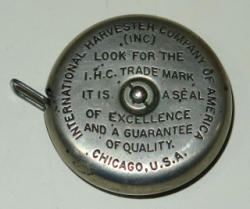 INTERNATIONAL HARVESTER COMPANY OF AMERICA
(INC)
LOOK FOR THE
I.H.C. TRADE MARK
IT IS A SEAL
OF EXCELLENCE
AND A GUARANTEE
OF QUALITY.
CHICAGO, U.S.A.